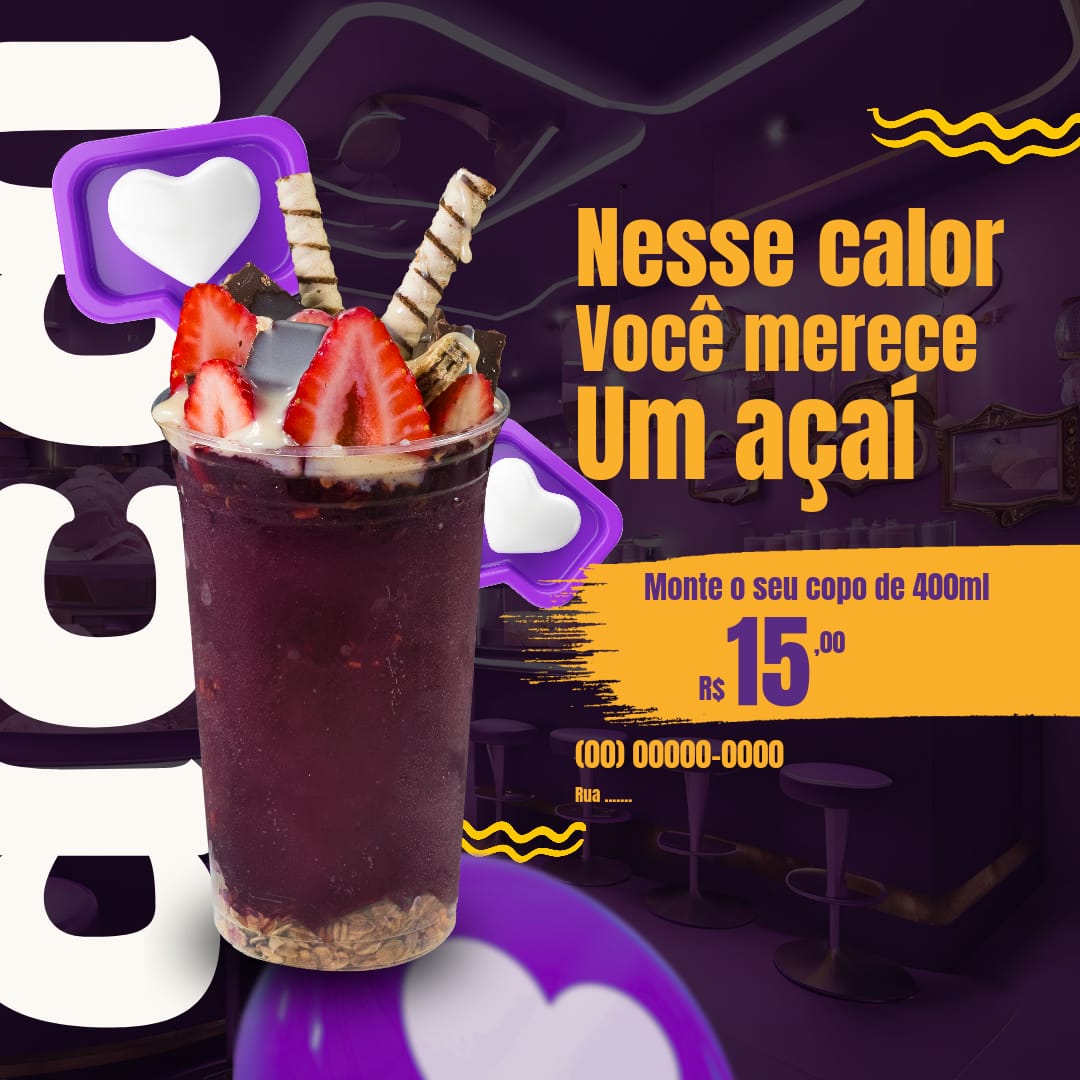 açaí
Nesse calor
Você merece
Um açaí
Monte o seu copo de 400ml
R$ 15,00
(00) 00000-0000
Rua .......